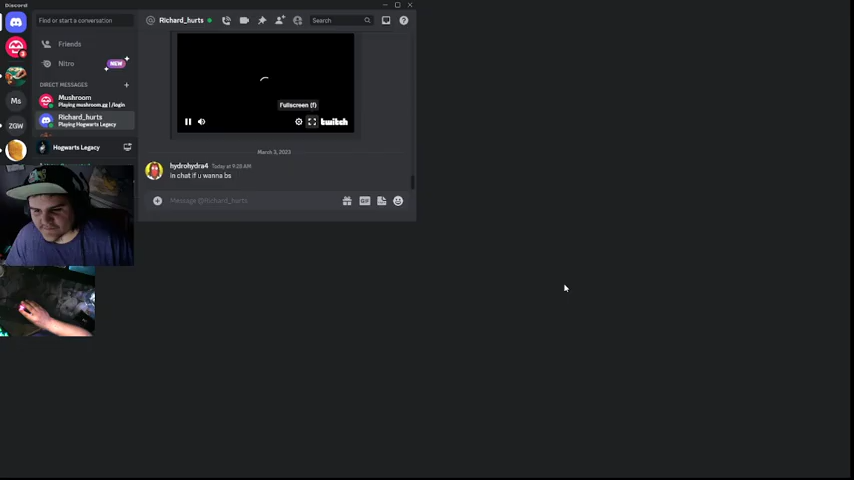 Discord
Find or start a conversation
Richard_hurts
Search
Friends
Nitro
NEW
DIRECT MESSAGES
Mushroom
Playing mushroom.gg | /login
Richard_hurts
Playing Hogwarts Legacy
Ms
ZGW
Hogwarts Legacy
Fullscreen (f)
twitch
March 3, 2023
hydrohydra4 Today at 9:28 AM
in chat if u wanna bs
Message @Richard_hurts
GIF